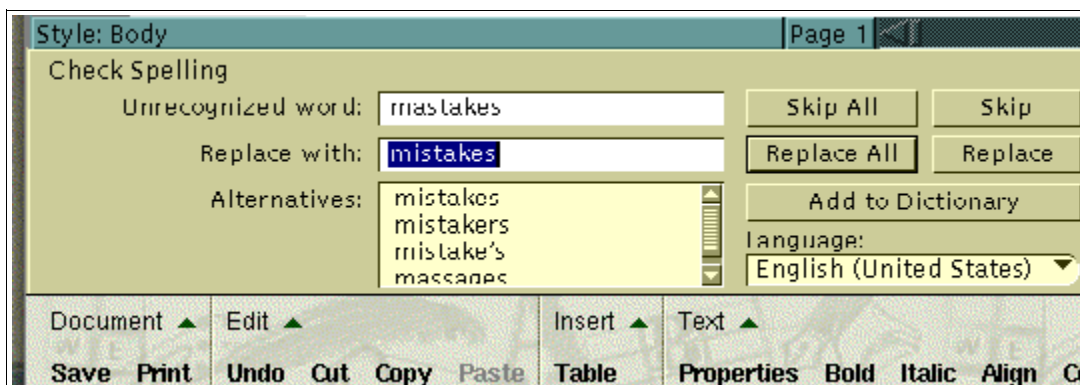 Style: Body Page 1
Check Spelling
Unrecognized word: mastakes Skip All Skip
Replace with: mistakes Replace All Replace
Alternatives: mistakes Add to Dictionary
mistakers
mistake's Language:
massages English (United States)
Document Edit Insert Text
Save Print Undo Cut Copy Paste Table Properties Bold Italic Align